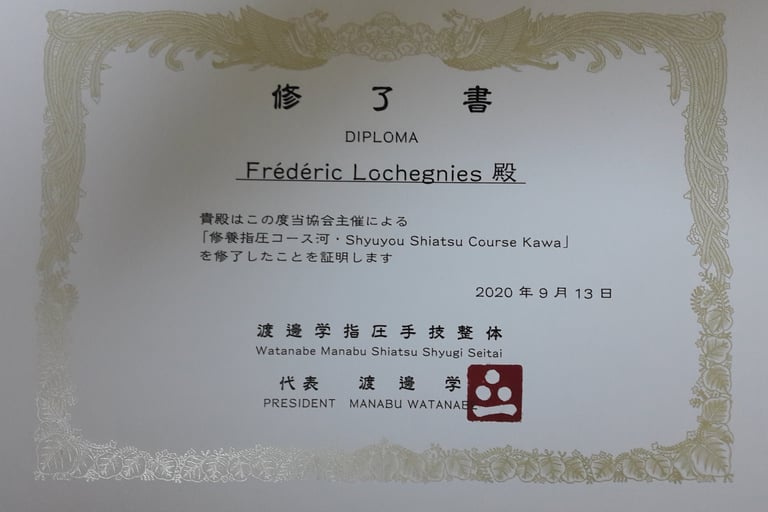 修了書
DIPLOMA
Frédéric Lochegnies 殿
貴殿はこの度当協会主催による
「修養指圧コース河・Shyuyou Shiatsu Course Kawa」
を修了したことを証明します
2020 年 9 月 13 日
渡邊学指圧手技整体
Watanabe Manabu Shiatsu Shyugi Seitai
代表 渡邊学
PRESIDENT MANABU WATANABE